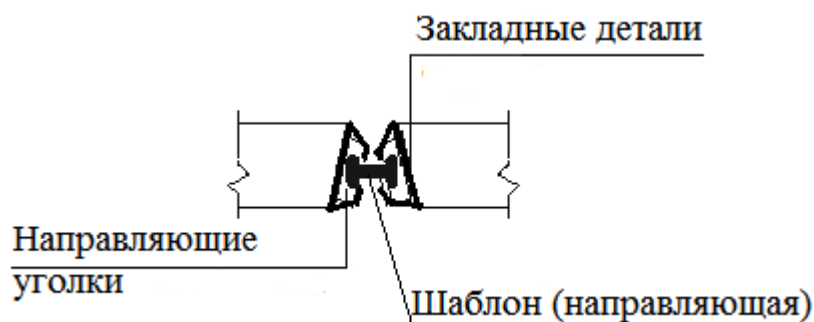 Закладные детали
Направляющие
уголки
Шаблон (направляющая)